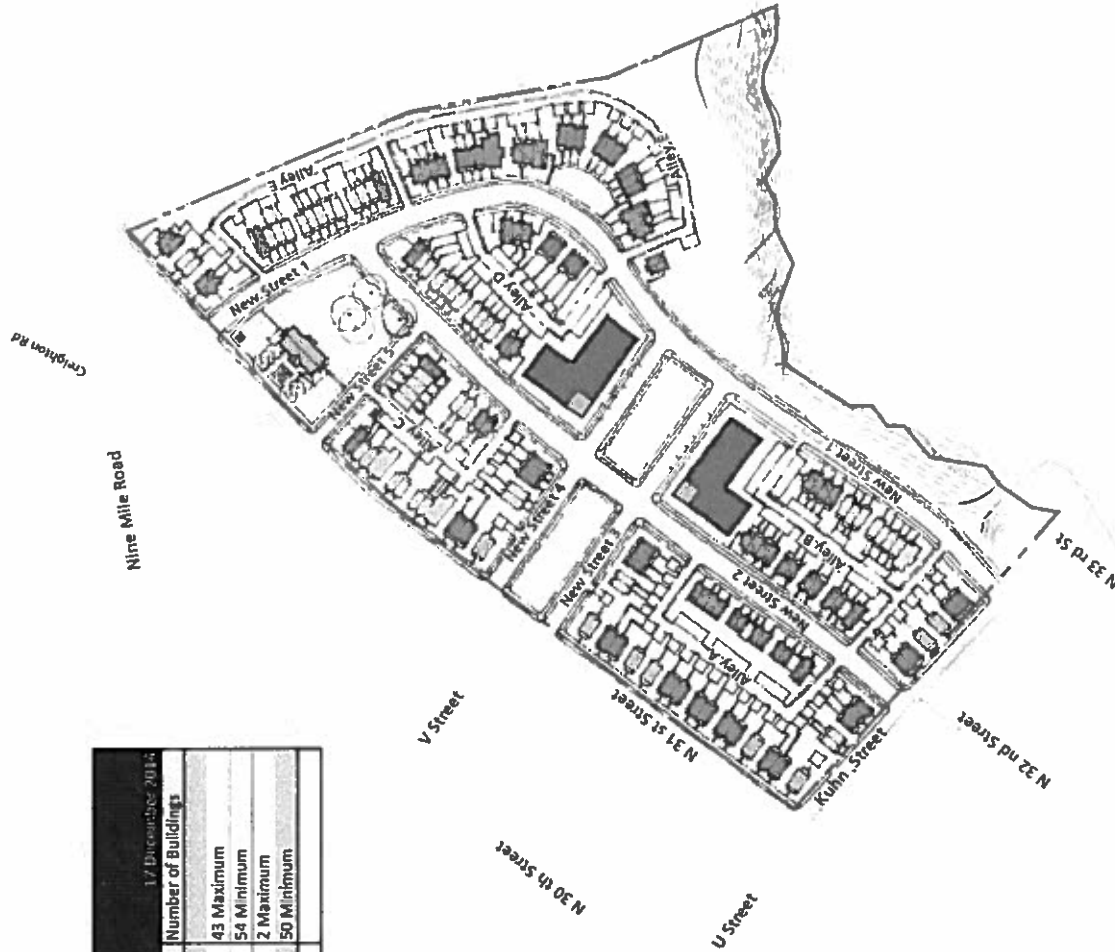 Creighton Rd
Nine Mile Road
V Street
N 30 th Street
U Street
N 31 st Street
Kuhn Street
N 32 nd Street
N 33 rd St
New Street 1
Alley E
Alley
Alley D
New Street 5
Alley C
New Street 4
New Street
New Street 2
Alley A
Alley B
New Street 1
17 December 2014
Number of Buildings
43 Maximum
54 Minimum
2 Maximum
50 Minimum